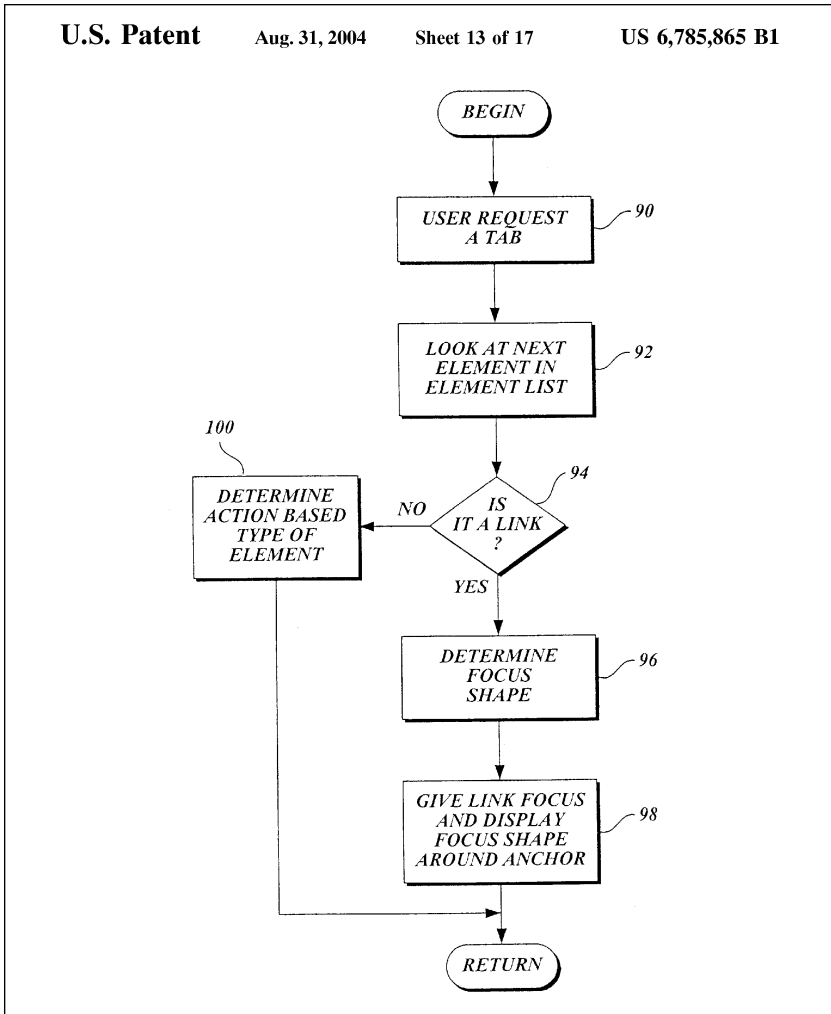 U.S. Patent Aug. 31, 2004 Sheet 13 of 17 US 6,785,865 B1
BEGIN
USER REQUEST
A TAB
90
LOOK AT NEXT
ELEMENT IN
ELEMENT LIST
92
100
DETERMINE
ACTION BASED
TYPE OF
ELEMENT
NO
IS
IT A LINK
?
94
YES
DETERMINE
FOCUS
SHAPE
96
GIVE LINK FOCUS
AND DISPLAY
FOCUS SHAPE
AROUND ANCHOR
98
RETURN